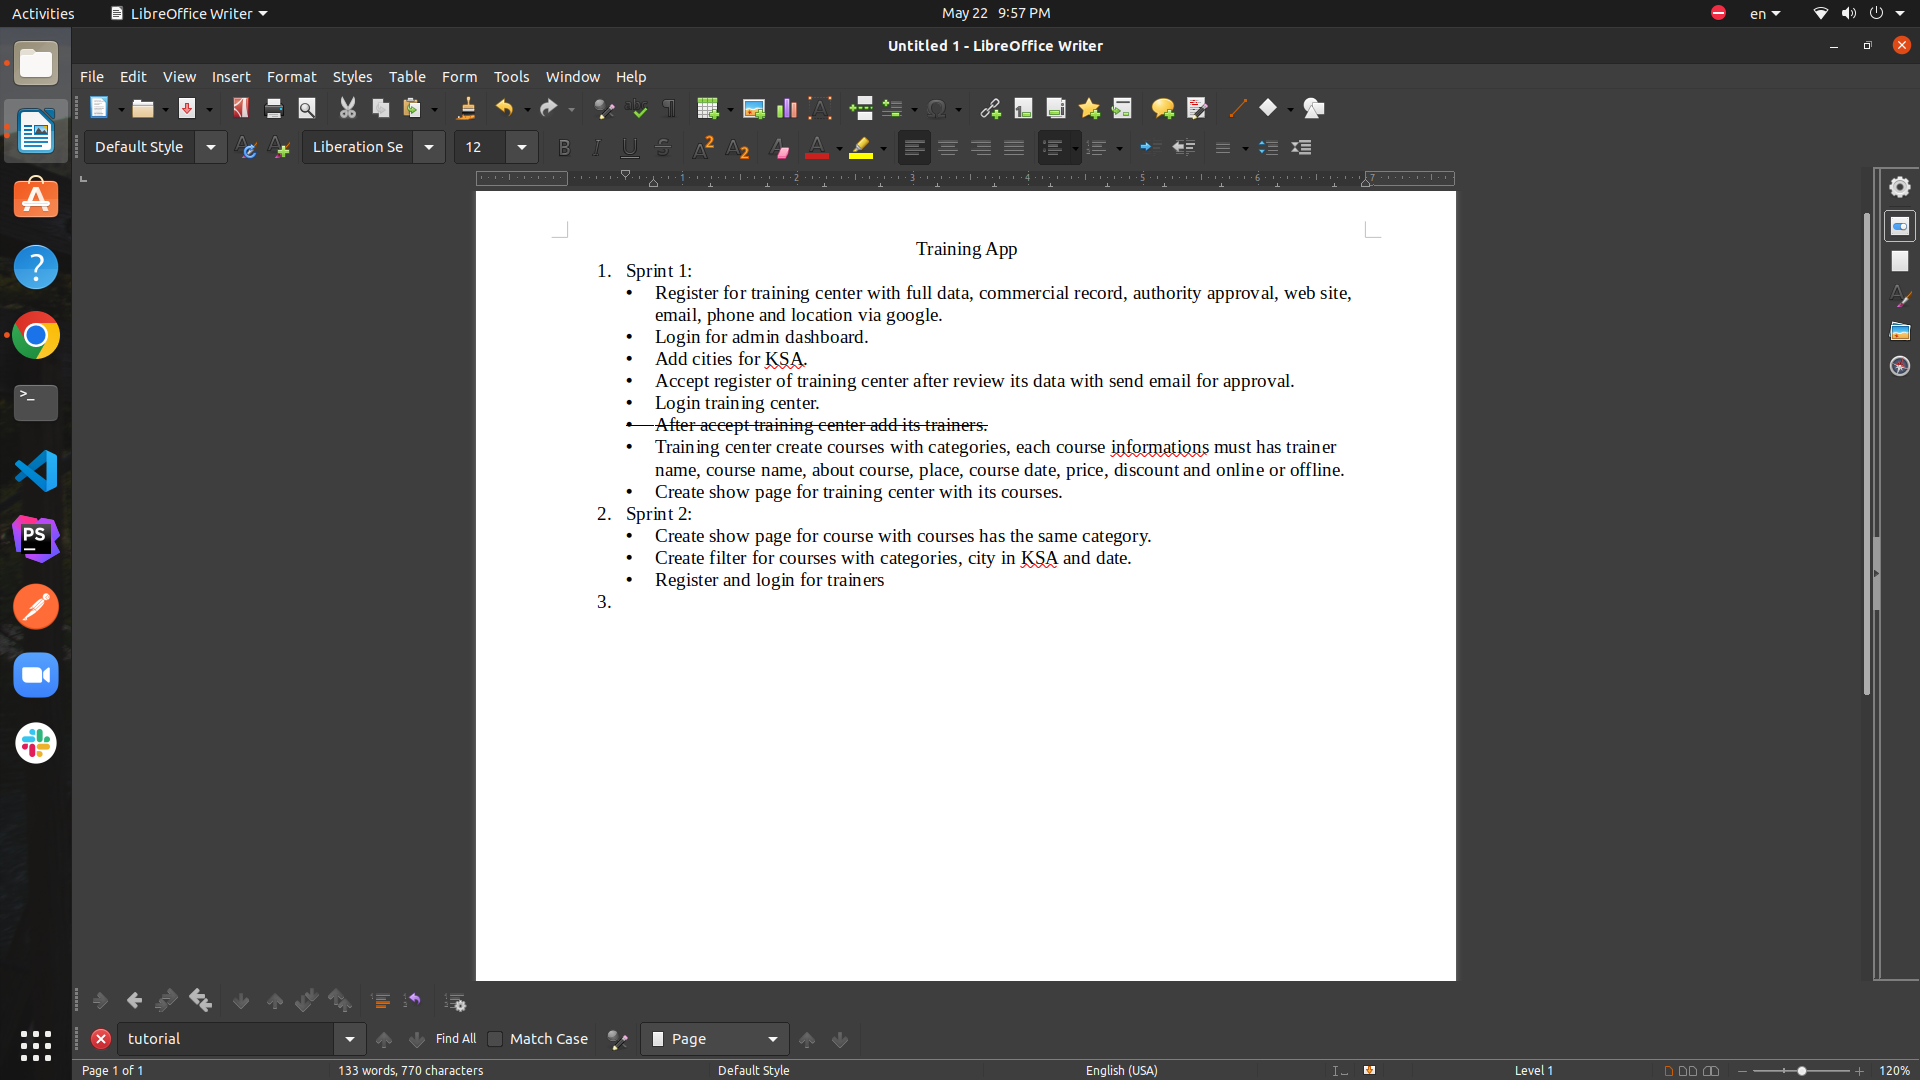 Activities LibreOffice Writer May 22 9:57 PM en
Untitled 1 - LibreOffice Writer
File Edit View Insert Format Styles Table Form Tools Window Help
Default Style Liberation Se 12
1 2 3 4 5 6 7
Training App
1. Sprint 1:
• Register for training center with full data, commercial record, authority approval, web site,
email, phone and location via google.
• Login for admin dashboard.
• Add cities for KSA.
• Accept register of training center after review its data with send email for approval.
• Login training center.
• After accept training center add its trainers.
• Training center create courses with categories, each course informations must has trainer
name, course name, about course, place, course date, price, discount and online or offline.
• Create show page for training center with its courses.
2. Sprint 2:
• Create show page for course with courses has the same category.
• Create filter for courses with categories, city in KSA and date.
• Register and login for trainers
3.
tutorial Find All Match Case Page
Page 1 of 1 133 words, 770 characters Default Style English (USA) Level 1 120%